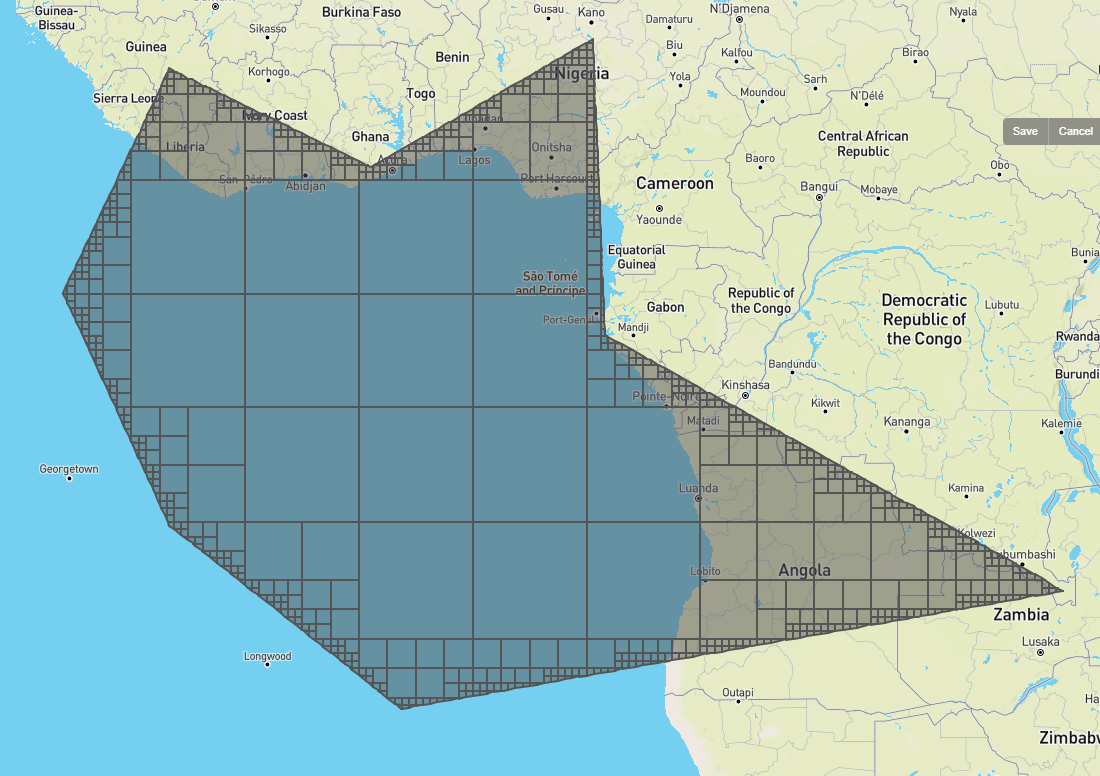 Guinea-
Bissau
Burkina Faso
Gusau
Kano
N'Djamena
Damaturu
Nyala
Sikasso
Guinea
Benin
Biu
Kalfou
Birao
Korhogo
Nigeria
Yola
Sarh
Sierra Leone
Togo
Moundou
N'Délé
Ivory Coast
Ibadan
Save
Cancel
Ghana
Central African
Republic
Liberia
Accra
Lagos
Onitsha
Baoro
Obo
San-Pédro
Abidjan
Port Harcourt
Cameroon
Bangui
Mobaye
Yaounde
Equatorial
Guinea
Bunia
São Tomé
and Príncipe
Republic of
the Congo
Democratic
Republic of
the Congo
Gabon
Lubutu
Port-Gentil
Mandji
Rwanda
Bandundu
Burundi
Kinshasa
Pointe-Noire
Kikwit
Matadi
Kananga
Kalemie
Georgetown
Luanda
Kamina
Kolwezi
Lubumbashi
Lobito
Angola
Zambia
Lusaka
Longwood
Outapi
Ha
Zimbabw